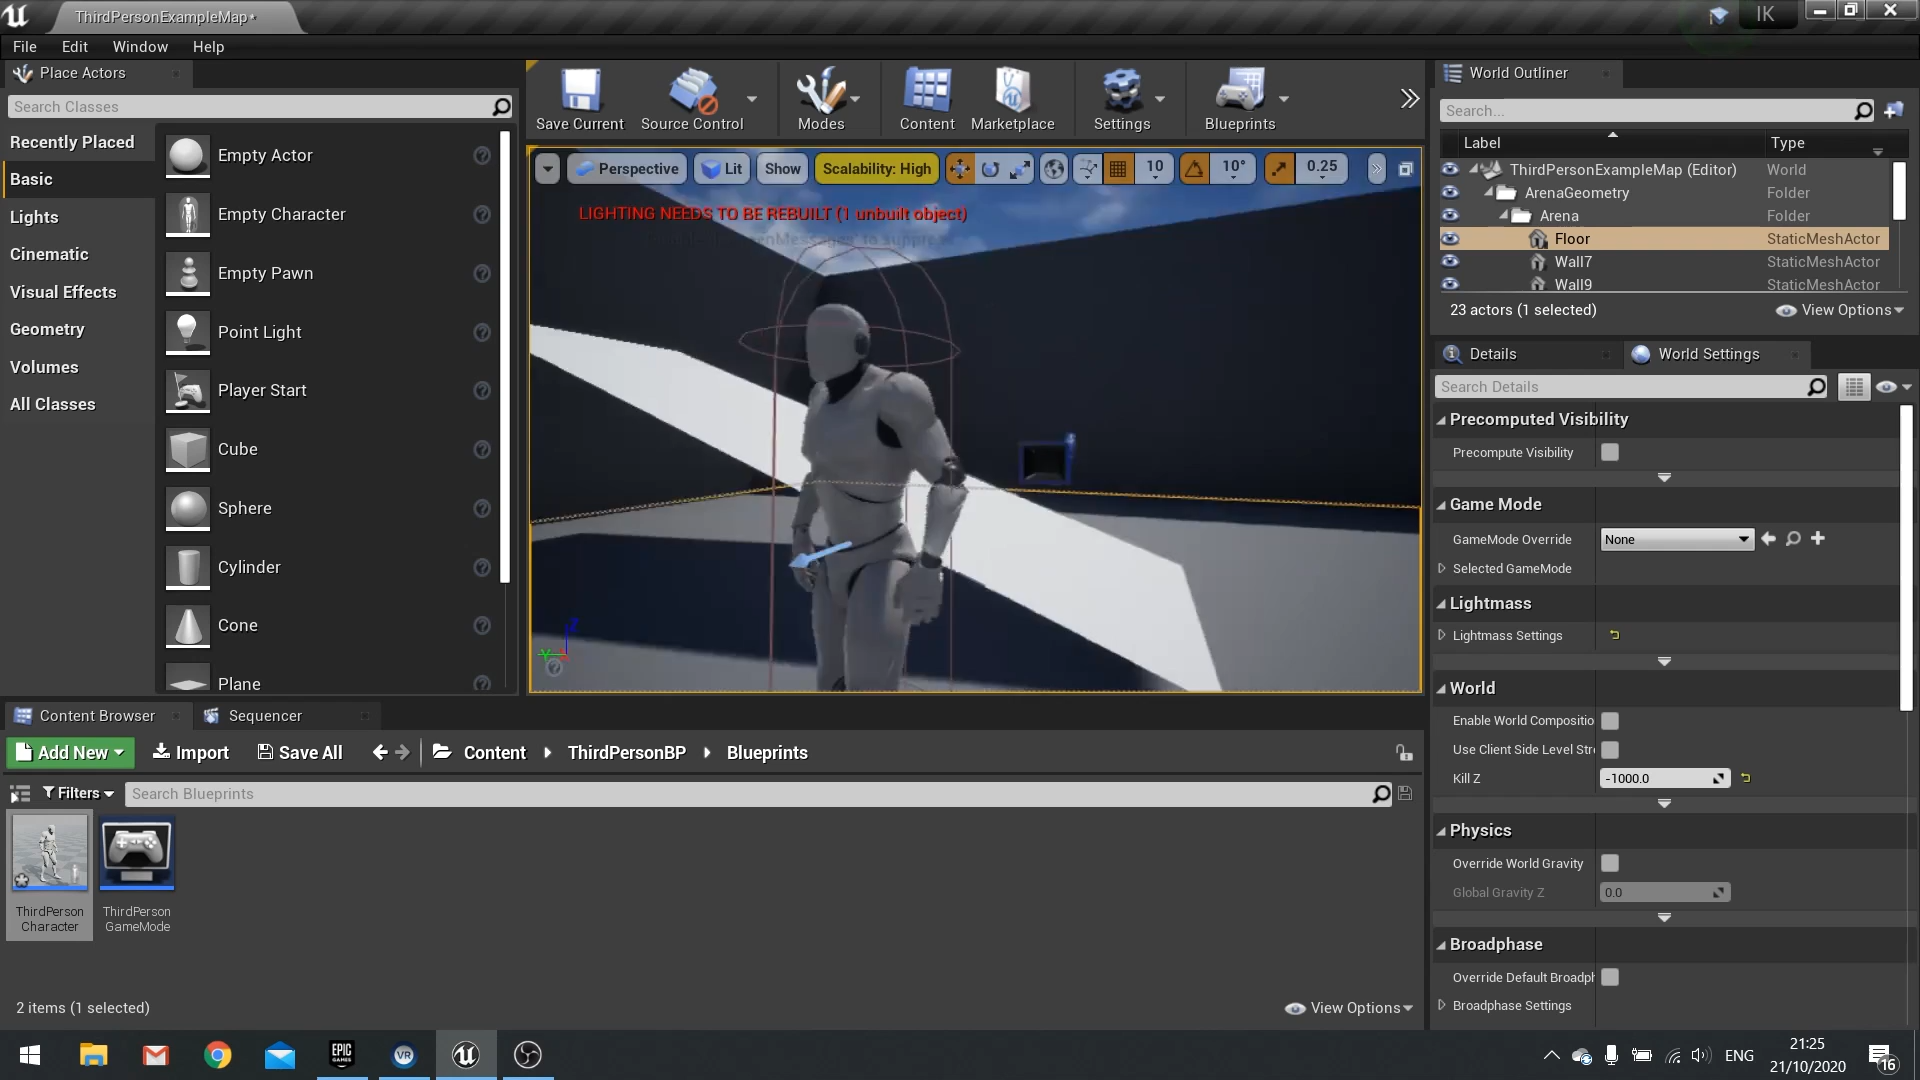 ThirdPersonExampleMap*
IK
File Edit Window Help
Place Actors
Search Classes
Recently Placed
Basic
Lights
Cinematic
Visual Effects
Geometry
Volumes
All Classes
Empty Actor
Empty Character
Empty Pawn
Point Light
Player Start
Cube
Sphere
Cylinder
Cone
Plane
Save Current
Source Control
Modes
Content
Marketplace
Settings
Blueprints
Perspective
Lit
Show
Scalability: High
10
10°
0.25
LIGHTING NEEDS TO BE REBUILT (1 unbuilt object)
World Outliner
Search...
Label Type
ThirdPersonExampleMap (Editor) World
ArenaGeometry Folder
Arena Folder
Floor StaticMeshActor
Wall7 StaticMeshActor
Wall9 StaticMeshActor
23 actors (1 selected)
View Options
Details
World Settings
Search Details
Precomputed Visibility
Precompute Visibility
Game Mode
GameMode Override None
Selected GameMode
Lightmass
Lightmass Settings
World
Enable World Compositio
Use Client Side Level Stre
Kill Z -1000.0
Physics
Override World Gravity
Global Gravity Z 0.0
Broadphase
Override Default Broadph
Broadphase Settings
Content Browser
Sequencer
Add New
Import
Save All
Content
ThirdPersonBP
Blueprints
Filters
Search Blueprints
ThirdPerson
Character
ThirdPerson
GameMode
2 items (1 selected)
View Options
EPIC
GAMES
VR
ENG
21:25
21/10/2020
16